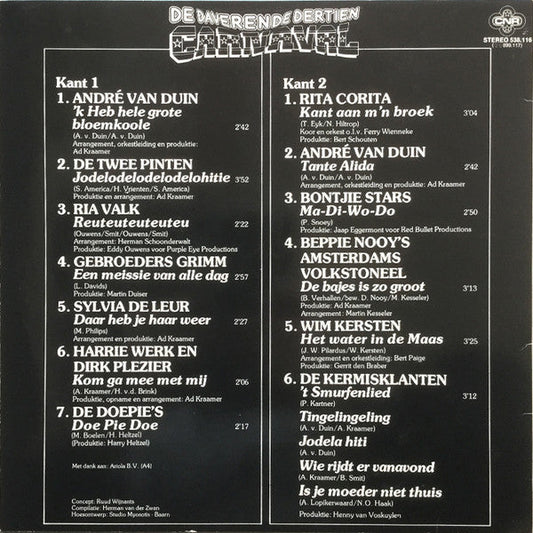 DE DAVERENDE DERTIEN
CARNAVAL
CNR
STEREO 538.116
Kant 1
1. ANDRÉ VAN DUIN
'k Heb hele grote
bloemkoole 2'42
(A. v. Duin/A. v. Duin)
Arrangement, orkestleiding en produktie:
Ad Kraamer
2. DE TWEE PINTEN
Jodelodelodelodelohitie 3'52
(S. America/H. Vrienten/S. America)
Arrangement en produktie: Ad Kraamer
3. RIA VALK
Reuteuteuteuteu 2'22
(Ouwens/Smit/Ouwens/Smit)
Arrangement: Herman Schoonderwalt
Produktie: Eddy Ouwens for Purple Eye Productions
4. GEBROEDERS GRIMM
Een meissie van alle dag 2'57
(L. Davids)
Produktie: Martin Duiser
5. SYLVIA DE LEUR
Daar heb je haar weer 2'27
(M. Philips)
Arrangement en produktie: Ad Kraamer
6. HARRIE WERK EN
DIRK PLEZIER
Kom ga mee met mij 2'06
(A. Kraamer/H. v.d. Brink)
Produktie, opname en arrangement: Ad Kraamer
7. DE DOEPIE'S
Doe Pie Doe 2'17
(M. Boelen/H. Heltzel)
(Produktie: Harry Heltzel)
Met dank aan: Ariola B.V. (A4)
Concept: Ruud Wijnants
Compilatie: Herman van der Zwan
Hoesontwerp: Studio Myosotis - Baarn
Kant 2
1. RITA CORITA
Kant aan m'n broek 3'04
(T. Eyk/N. Hiltrop)
Koor en orkest o.l.v. Ferry Wienneke
Produktie: Bert Schouten
2. ANDRÉ VAN DUIN
Tante Alida 2'42
(A. v. Duin/A. v. Duin)
Arrangement, orkestleiding en produktie: Ad Kraamer
3. BONTJIE STARS
Ma-Di-Wo-Do 2'50
(P. Snoey)
Produktie: Jaap Eggermont voor Red Bullet Productions
4. BEPPIE NOOY'S
AMSTERDAMS
VOLKSTONEEL
De bajes is zo groot 3'13
(B. Verhallen/bew. D. Nooy/M. Kesseler)
Produktie: Ad Kraamer
Arrangement: Martin Kesseler
5. WIM KERSTEN
Het water in de Maas 3'25
(J. W. Pilardus/W. Kersten)
Arrangement en orkestleiding: Bert Paige
Produktie: Gerrit den Braber
6. DE KERMISKLANTEN
't Smurfenlied 3'12
(P. Kartner)
Tingelingeling
(A. v. Duin/A. Kraamer)
Jodela hiti
(A. v. Duin)
Wie rijdt er vanavond
(A. Kraamer/B. Smit)
Is je moeder niet thuis
(A. Lopikerwaard/N.O. Haak)
Produktie: Henny van Voskuylen